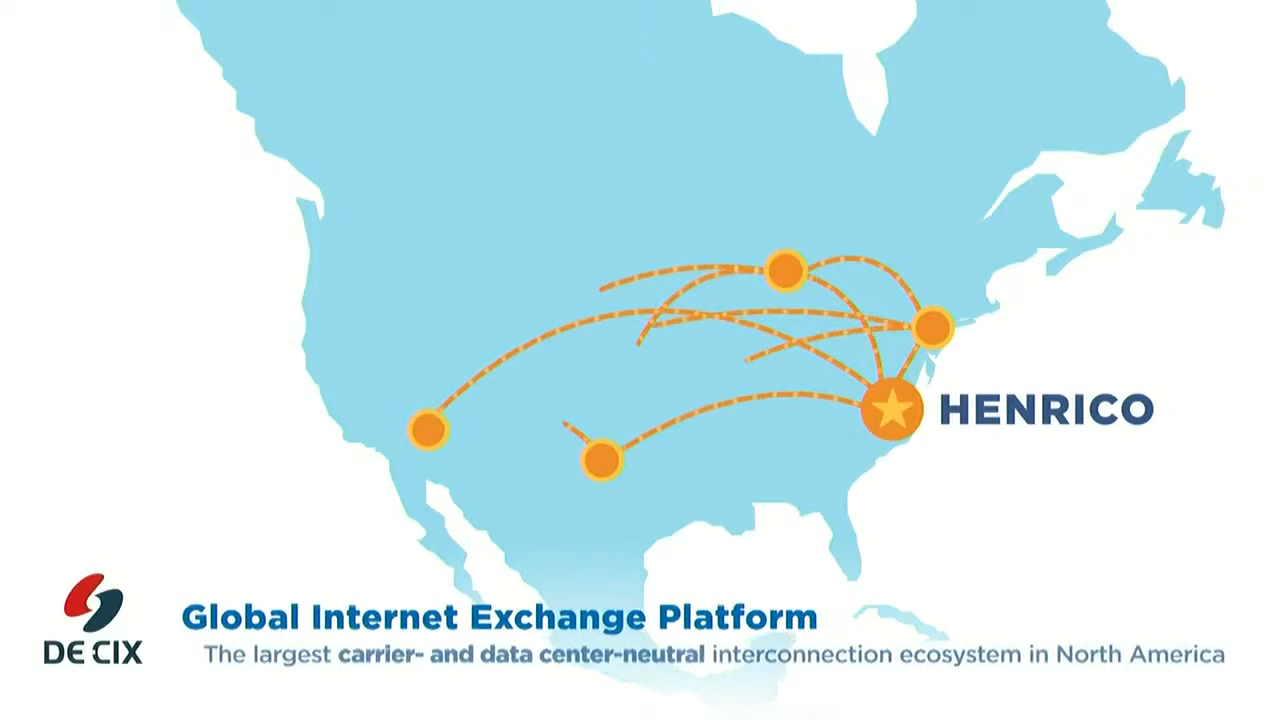 HENRICO
DE CIX
Global Internet Exchange Platform
The largest carrier- and data center-neutral interconnection ecosystem in North America